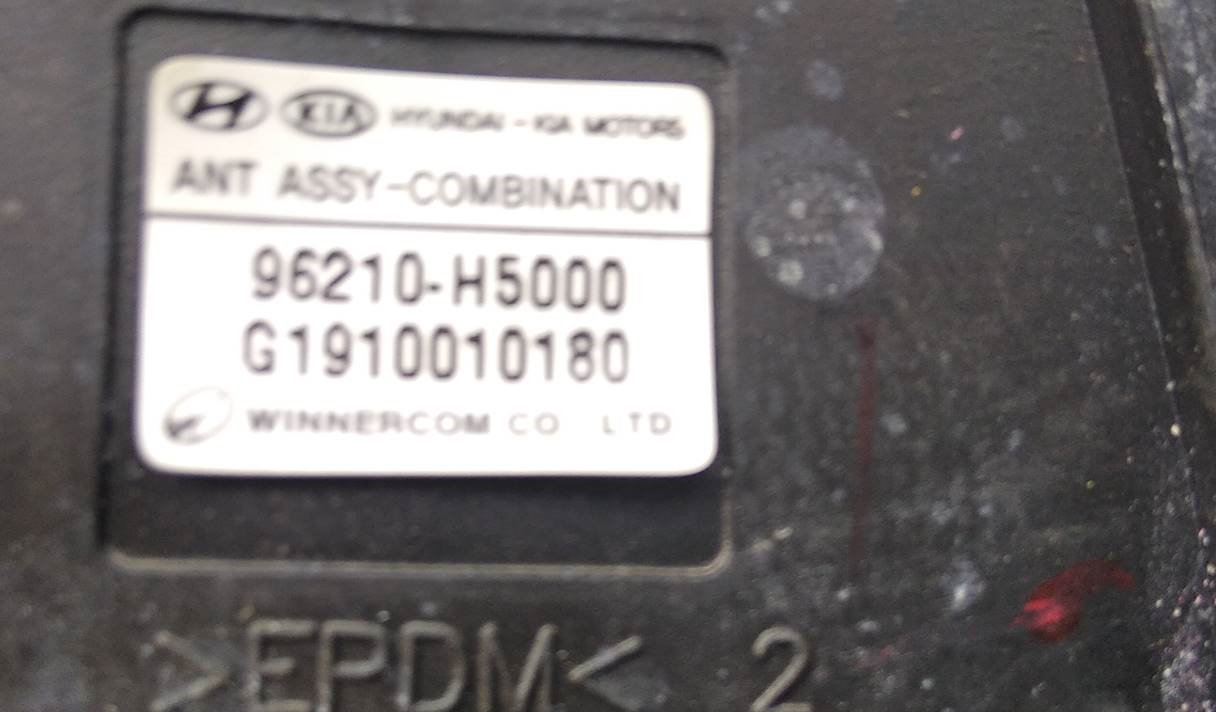 KIA HYUNDAI - KIA MOTORS
ANT ASSY-COMBINATION
96210-H5000
G1910010180
WINNERCOM CO LTD
>EPDM< 2